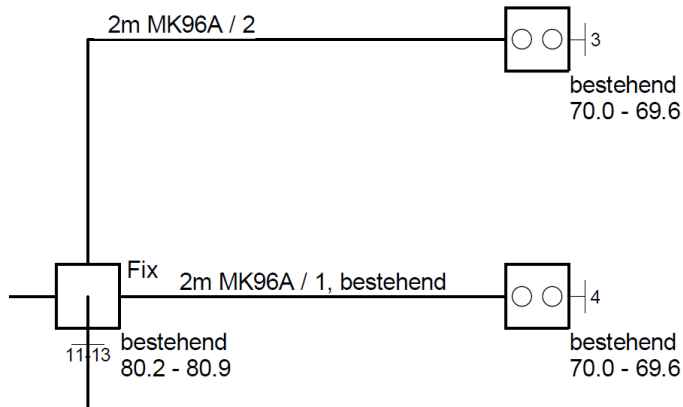 2m MK96A / 2
3
bestehend
70.0 - 69.6
Fix
2m MK96A / 1, bestehend
4
11-13
bestehend
80.2 - 80.9
bestehend
70.0 - 69.6